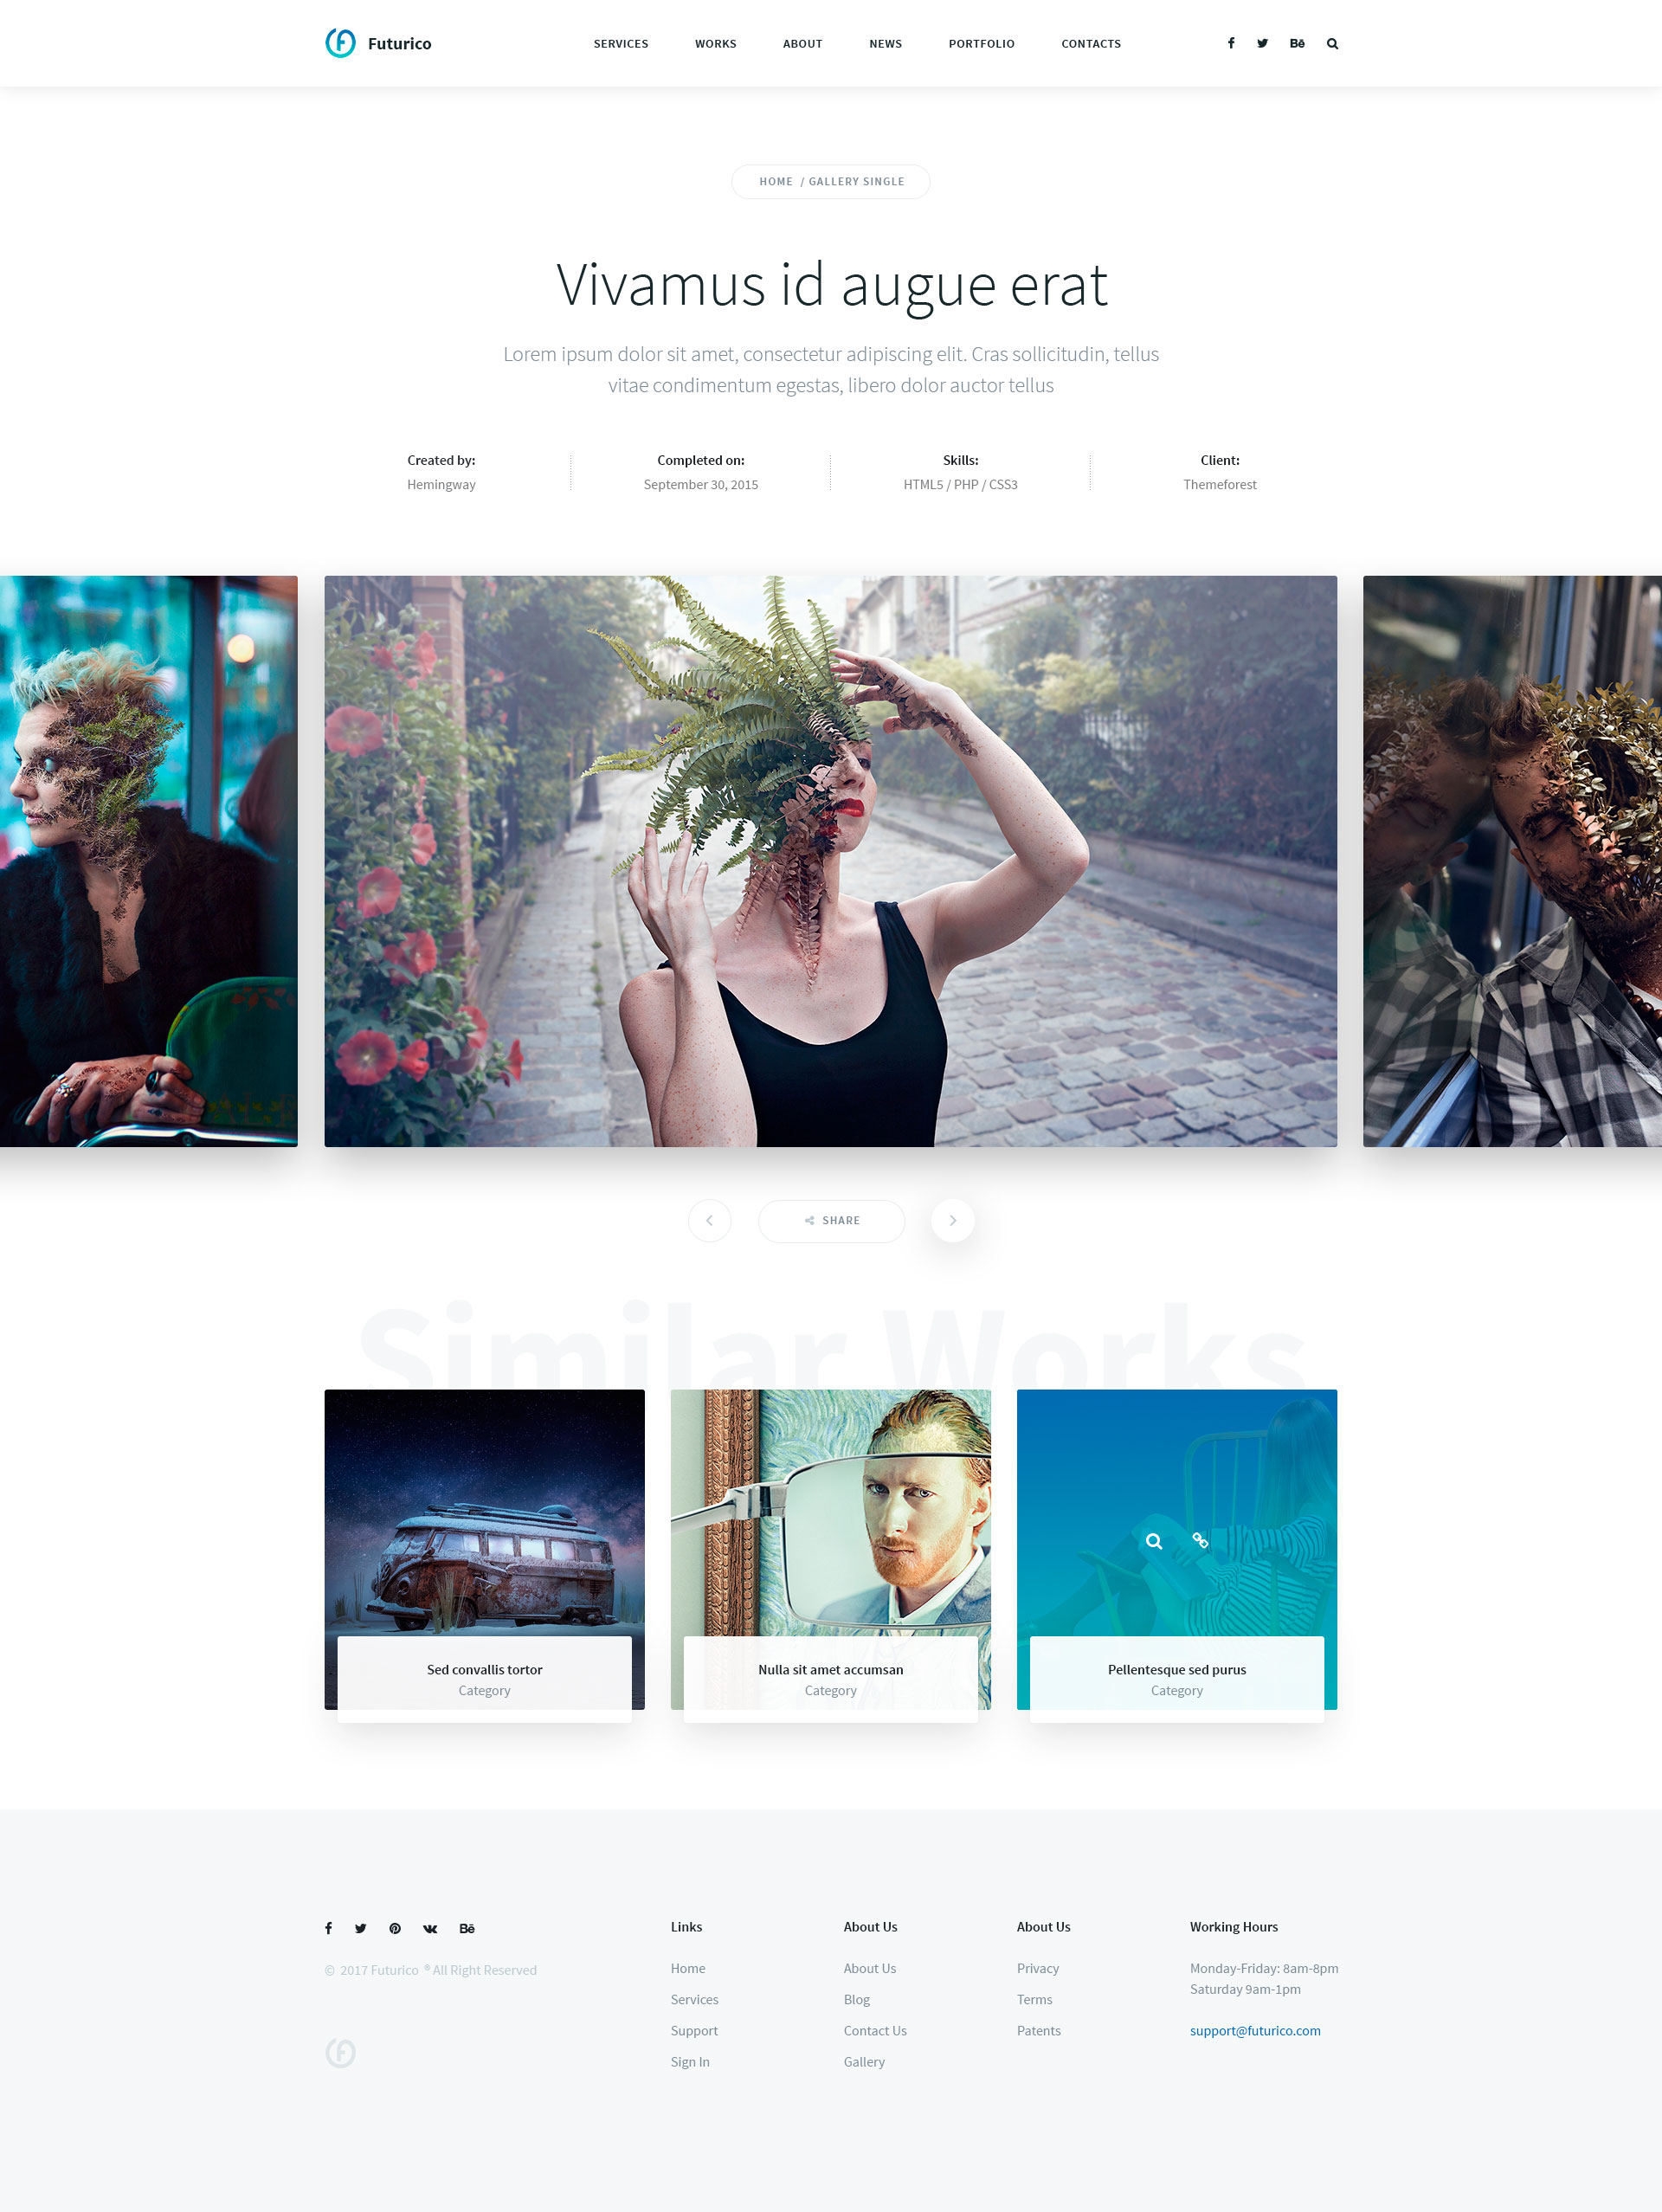 Futurico
SERVICES WORKS ABOUT NEWS PORTFOLIO CONTACTS
HOME / GALLERY SINGLE
Vivamus id augue erat
Lorem ipsum dolor sit amet, consectetur adipiscing elit. Cras sollicitudin, tellus
vitae condimentum egestas, libero dolor auctor tellus
Created by:
Hemingway
Completed on:
September 30, 2015
Skills:
HTML5 / PHP / CSS3
Client:
Themeforest
SHARE
Similar Works
Sed convallis tortor
Category
Nulla sit amet accumsan
Category
Pellentesque sed purus
Category
© 2017 Futurico ® All Right Reserved
Links
Home
Services
Support
Sign In
About Us
About Us
Blog
Contact Us
Gallery
About Us
Privacy
Terms
Patents
Working Hours
Monday-Friday: 8am-8pm
Saturday 9am-1pm
support@futurico.com